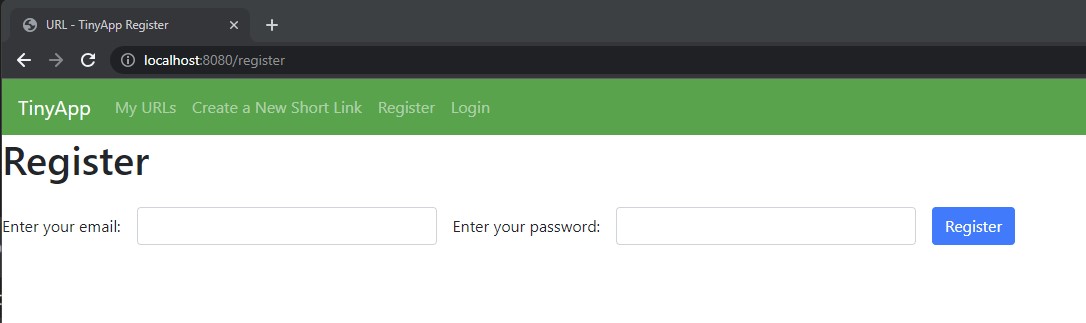 URL - TinyApp Register
localhost:8080/register
TinyApp My URLs Create a New Short Link Register Login
Register
Enter your email: Enter your password: Register